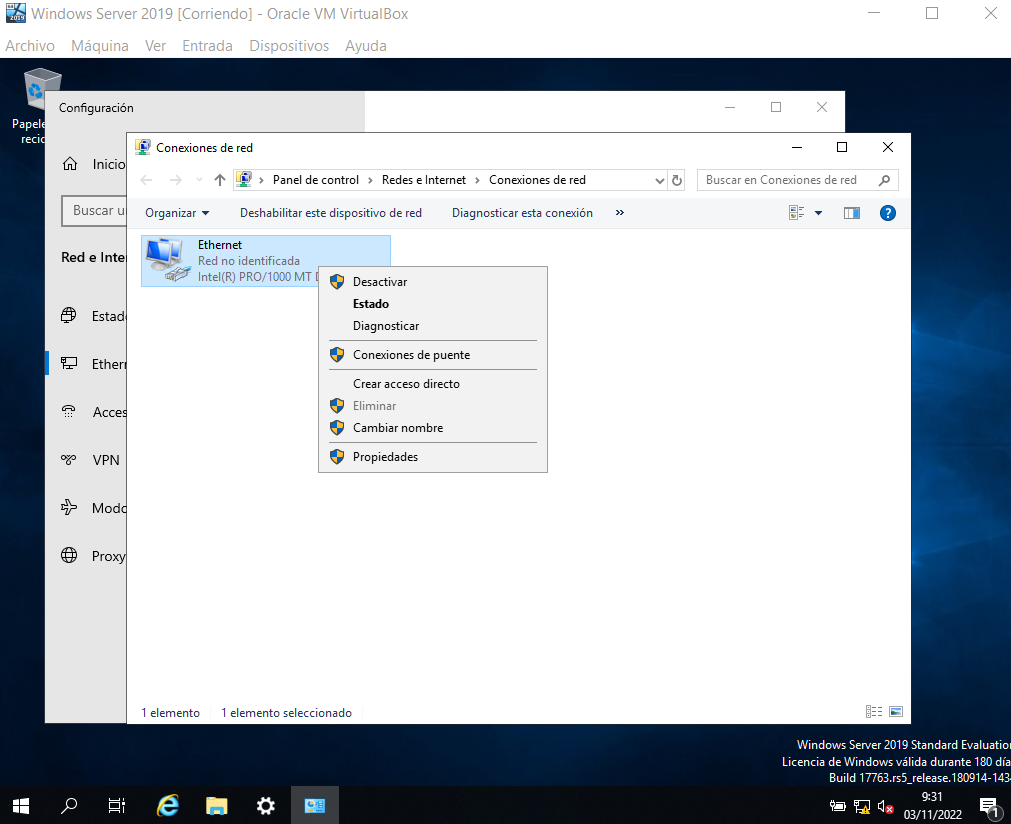 Windows Server 2019 [Corriendo] - Oracle VM VirtualBox
Archivo Máquina Ver Entrada Dispositivos Ayuda
Configuración
Conexiones de red
Inicio
Panel de control > Redes e Internet > Conexiones de red
Buscar en Conexiones de red
Buscar u
Organizar Deshabilitar este dispositivo de red Diagnosticar esta conexión »
Ethernet
Red no identificada
Intel(R) PRO/1000 MT D
Red e Inte
Desactivar
Estado
Diagnosticar
Conexiones de puente
Crear acceso directo
Eliminar
Cambiar nombre
Propiedades
Estado
Ethern
Acces
VPN
Modo
Proxy
Papele
recic
1 elemento 1 elemento seleccionado
Windows Server 2019 Standard Evaluation
Licencia de Windows válida durante 180 día
Build 17763.rs5_release.180914-143
9:31
03/11/2022
1